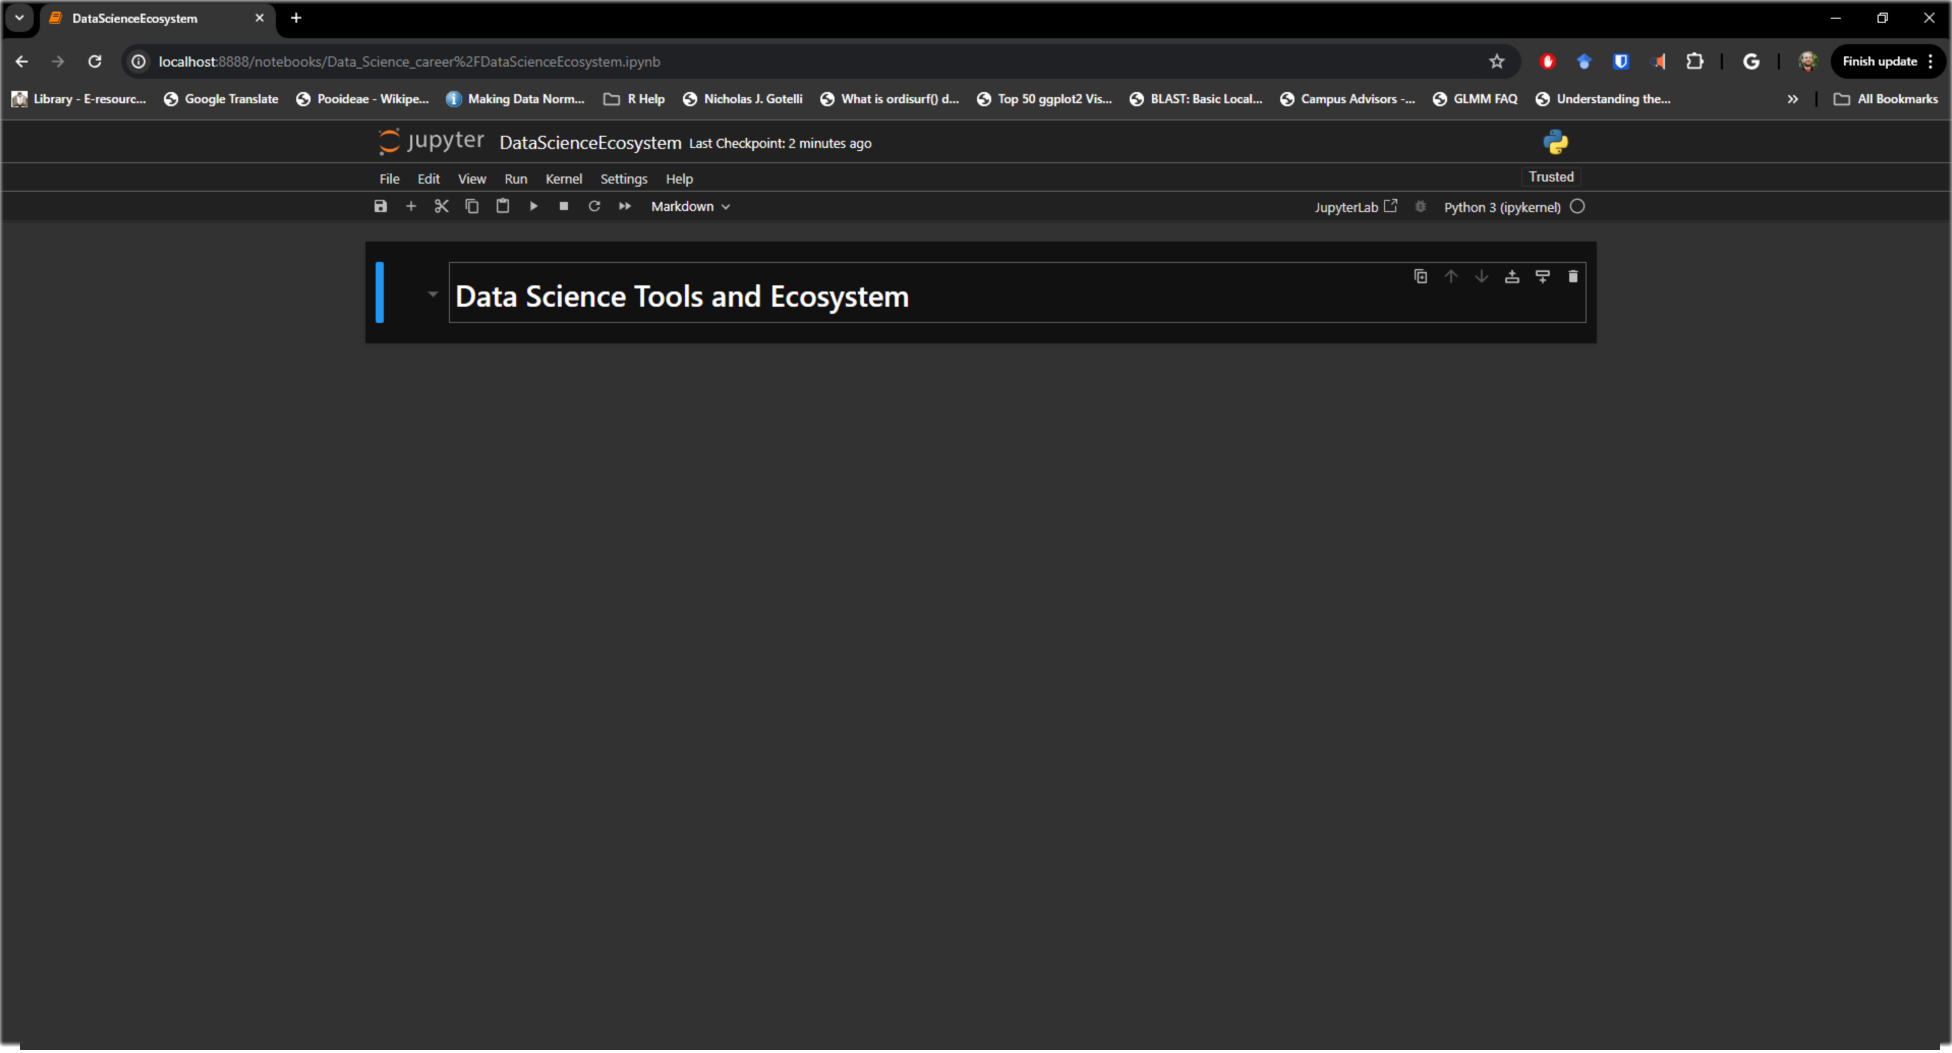 DataScienceEcosystem
localhost:8888/notebooks/Data_Science_career%2FDataScienceEcosystem.ipynb
G
Finish update
Library - E-resourc... Google Translate Pooideae - Wikipe... Making Data Norm... R Help Nicholas J. Gotelli What is ordisurf() d... Top 50 ggplot2 Vis... BLAST: Basic Local... Campus Advisors -... GLMM FAQ Understanding the... All Bookmarks
jupyter DataScienceEcosystem Last Checkpoint: 2 minutes ago
File Edit View Run Kernel Settings Help Trusted
Markdown JupyterLab Python 3 (ipykernel)
Data Science Tools and Ecosystem